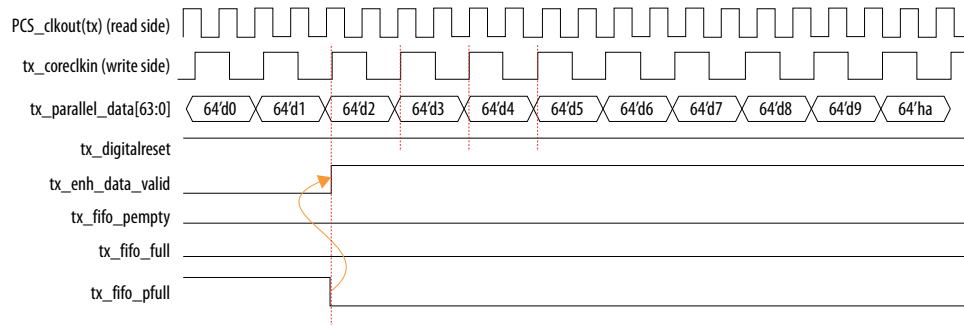 PCS_clkout(tx) (read side)
tx_coreclkin (write side)
tx_parallel_data[63:0] 64'd0 64'd1 64'd2 64'd3 64'd4 64'd5 64'd6 64'd7 64'd8 64'd9 64'ha
tx_digitalreset
tx_enh_data_valid
tx_fifo_pempty
tx_fifo_full
tx_fifo_pfull